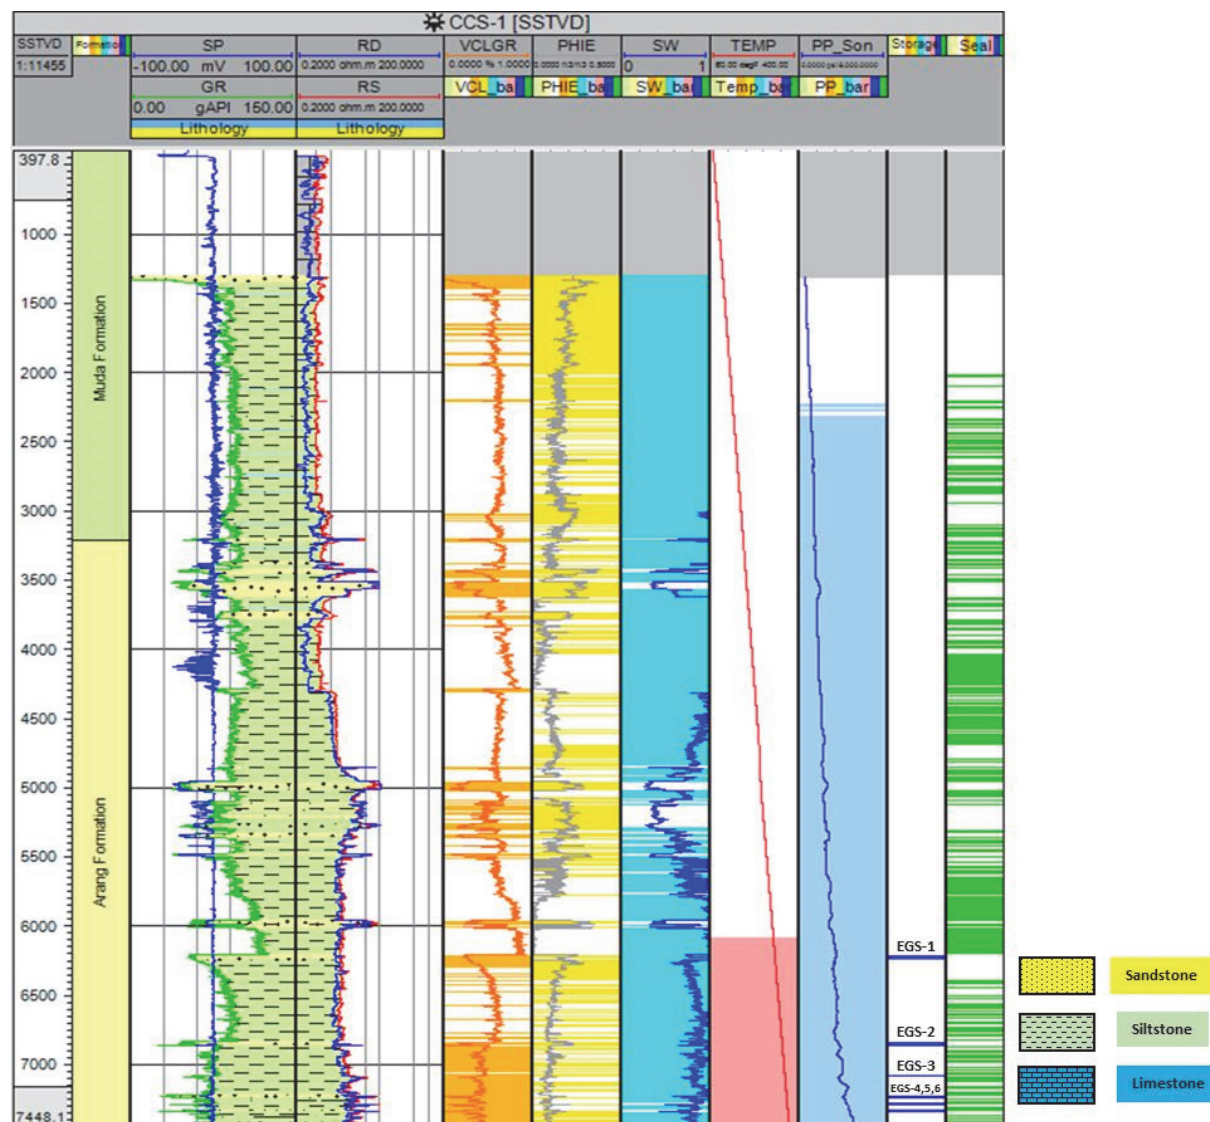 CCS-1 [SSTVD]
SSTVD Formation SP RD VCLGR PHIE SW TEMP PP_Son Storage Seal
1:11455 -100.00 mV 100.00 0.2000 ohm.m 200.0000 0.0000 % 1.0000 0 1
GR RS VCL_ba PHIE_ba SW_bar Temp_bar PP_bar
0.00 gAPI 150.00 0.2000 ohm.m 200.0000
Lithology Lithology
397.8
1000
1500
Muda Formation
2000
2500
3000
3500
4000
4500
5000
Arang Formation
5500
6000
EGS-1
Sandstone
6500
EGS-2
Siltstone
7000
EGS-3
EGS-4,5,6
Limestone
7448.1